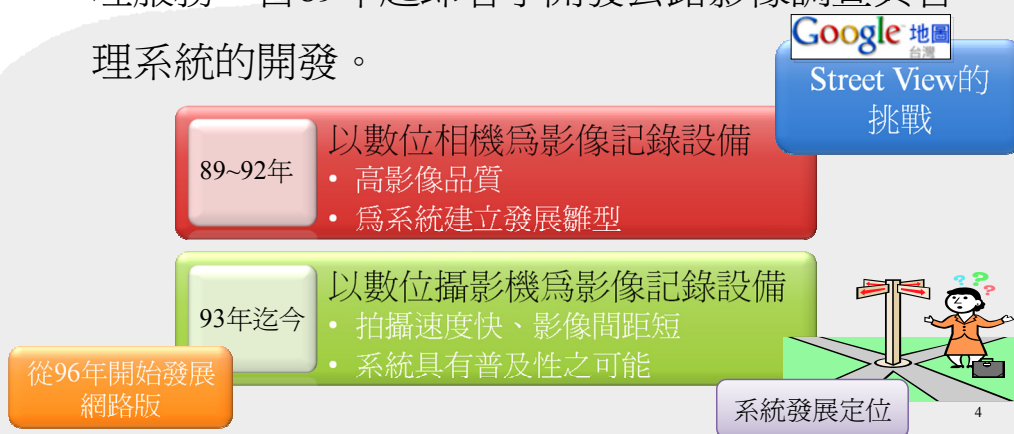 理系統的開發。
Google 地圖
台灣
Street View的
挑戰
89~92年
以數位相機為影像記錄設備
• 高影像品質
• 為系統建立發展雛型
93年迄今
以數位攝影機為影像記錄設備
• 拍攝速度快、影像間距短
• 系統具有普及性之可能
從96年開始發展
網路版
系統發展定位
4